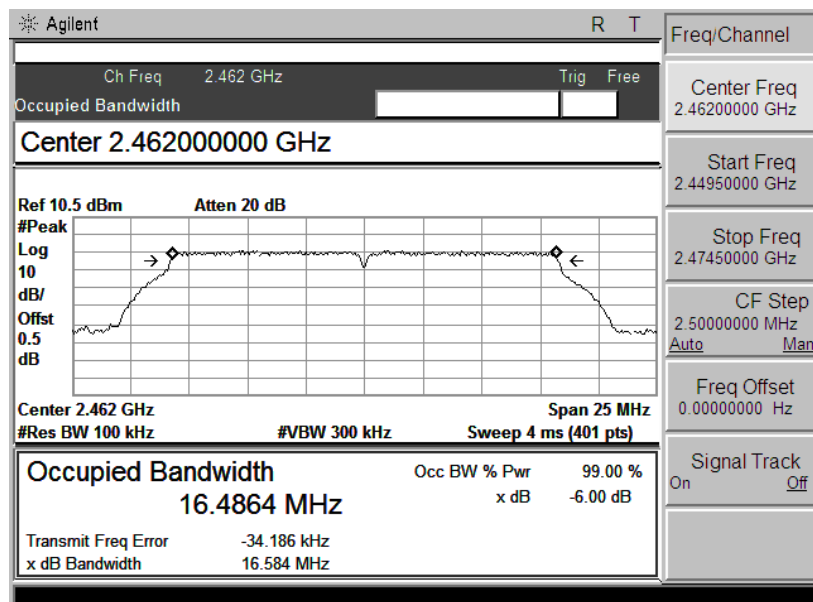 Agilent R T
Ch Freq 2.462 GHz Trig Free
Occupied Bandwidth
Center 2.462000000 GHz
Ref 10.5 dBm Atten 20 dB
#Peak
Log
10
dB/
Offst
0.5
dB
Center 2.462 GHz Span 25 MHz
#Res BW 100 kHz #VBW 300 kHz Sweep 4 ms (401 pts)
Occupied Bandwidth Occ BW % Pwr 99.00 %
16.4864 MHz x dB -6.00 dB
Transmit Freq Error -34.186 kHz
x dB Bandwidth 16.584 MHz
Freq/Channel
Center Freq
2.46200000 GHz
Start Freq
2.44950000 GHz
Stop Freq
2.47450000 GHz
CF Step
2.50000000 MHz
Auto Man
Freq Offset
0.00000000 Hz
Signal Track
On Off